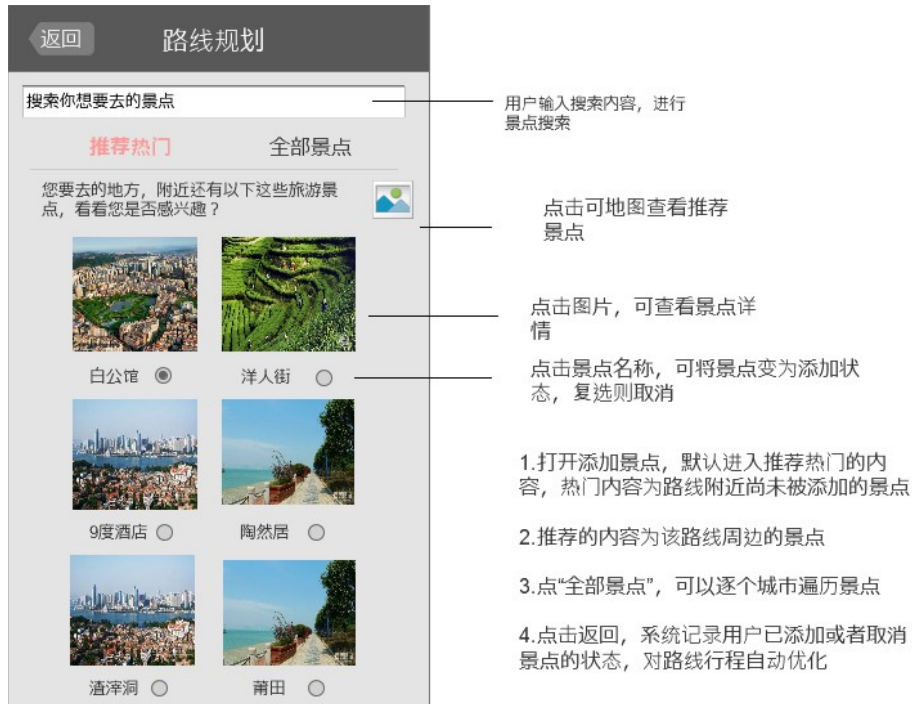 返回
路线规划
搜索你想要去的景点
用户输入搜索内容，进行
景点搜索
推荐热门
全部景点
您要去的地方，附近还有以下这些旅游景
点，看看您是否感兴趣？
点击可地图查看推荐
景点
点击图片，可查看景点详
情
白公馆
洋人街
点击景点名称，可将景点变为添加状
态，复选则取消
9度酒店
陶然居
渣滓洞
莆田
1.打开添加景点，默认进入推荐热门的内
容，热门内容为路线附近尚未被添加的景点
2.推荐的内容为该路线周边的景点
3.点“全部景点”，可以逐个城市遍历景点
4.点击返回，系统记录用户已添加或者取消
景点的状态，对路线行程自动优化